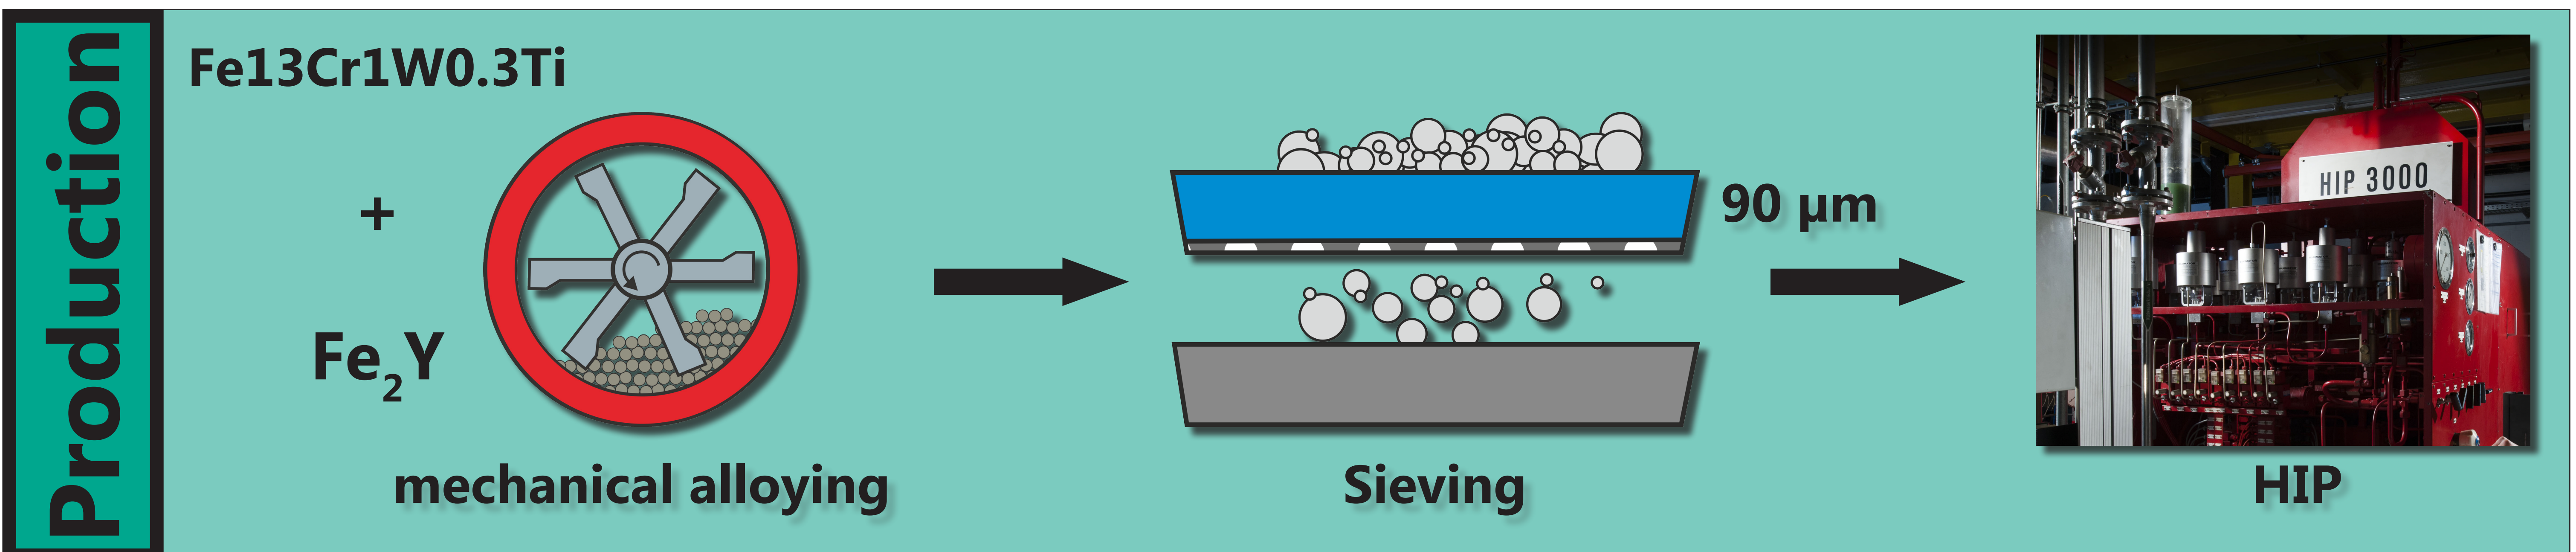 Production
Fe13Cr1W0.3Ti
+
Fe₂Y
mechanical alloying
90 µm
Sieving
HIP 3000
HIP